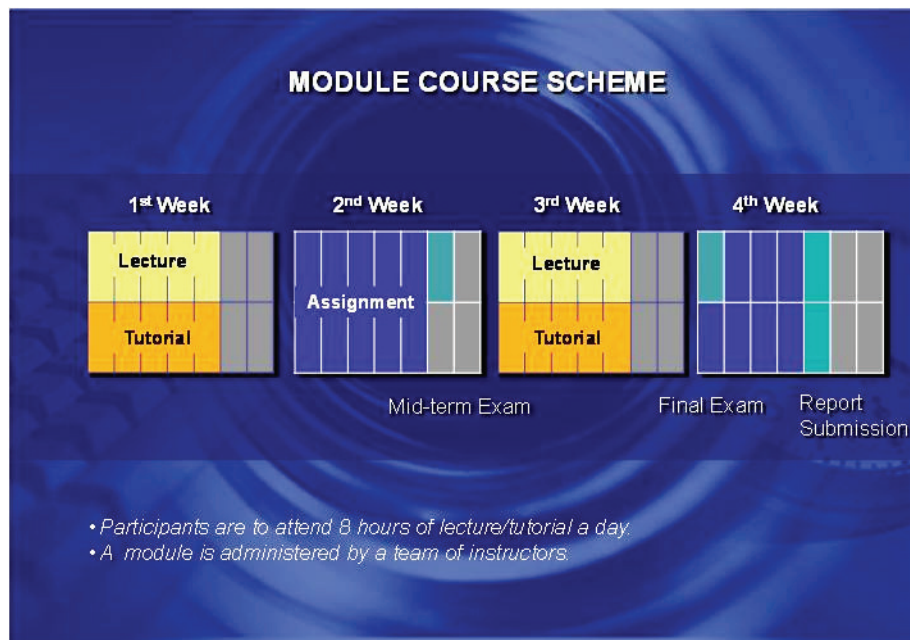 MODULE COURSE SCHEME
1st Week
2nd Week
3rd Week
4th Week
Lecture
Tutorial
Assignment
Lecture
Tutorial
Mid-term Exam
Final Exam
Report
Submission
• Participants are to attend 8 hours of lecture/tutorial a day.
• A module is administered by a team of instructors.